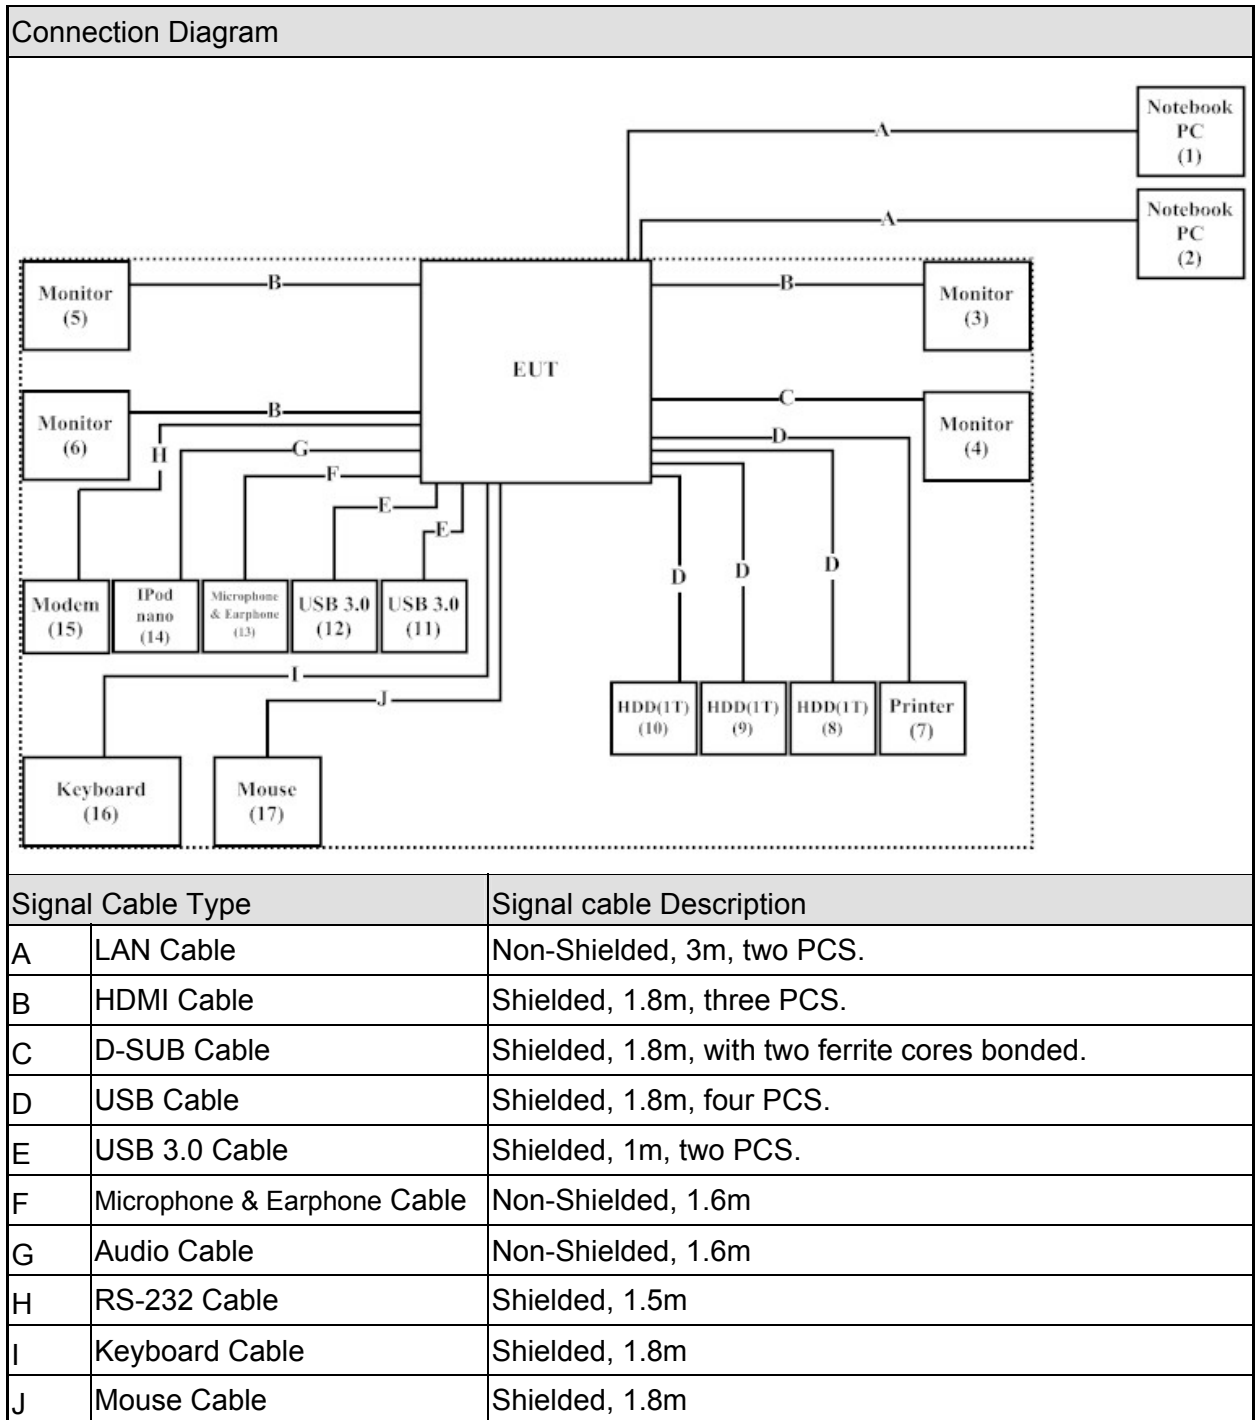 Connection Diagram
Notebook
PC
(1)
A
Notebook
PC
(2)
A
Monitor
(5)
B
EUT
B
Monitor
(3)
Monitor
(6)
B
C
Monitor
(4)
H
G
F
E
E
D
D
D
D
Modem
(15)
IPod
nano
(14)
Microphone
& Earphone
(13)
USB 3.0
(12)
USB 3.0
(11)
I
J
HDD(1T)
(10)
HDD(1T)
(9)
HDD(1T)
(8)
Printer
(7)
Keyboard
(16)
Mouse
(17)
Signal Cable Type Signal cable Description
A LAN Cable Non-Shielded, 3m, two PCS.
B HDMI Cable Shielded, 1.8m, three PCS.
C D-SUB Cable Shielded, 1.8m, with two ferrite cores bonded.
D USB Cable Shielded, 1.8m, four PCS.
E USB 3.0 Cable Shielded, 1m, two PCS.
F Microphone & Earphone Cable Non-Shielded, 1.6m
G Audio Cable Non-Shielded, 1.6m
H RS-232 Cable Shielded, 1.5m
I Keyboard Cable Shielded, 1.8m
J Mouse Cable Shielded, 1.8m